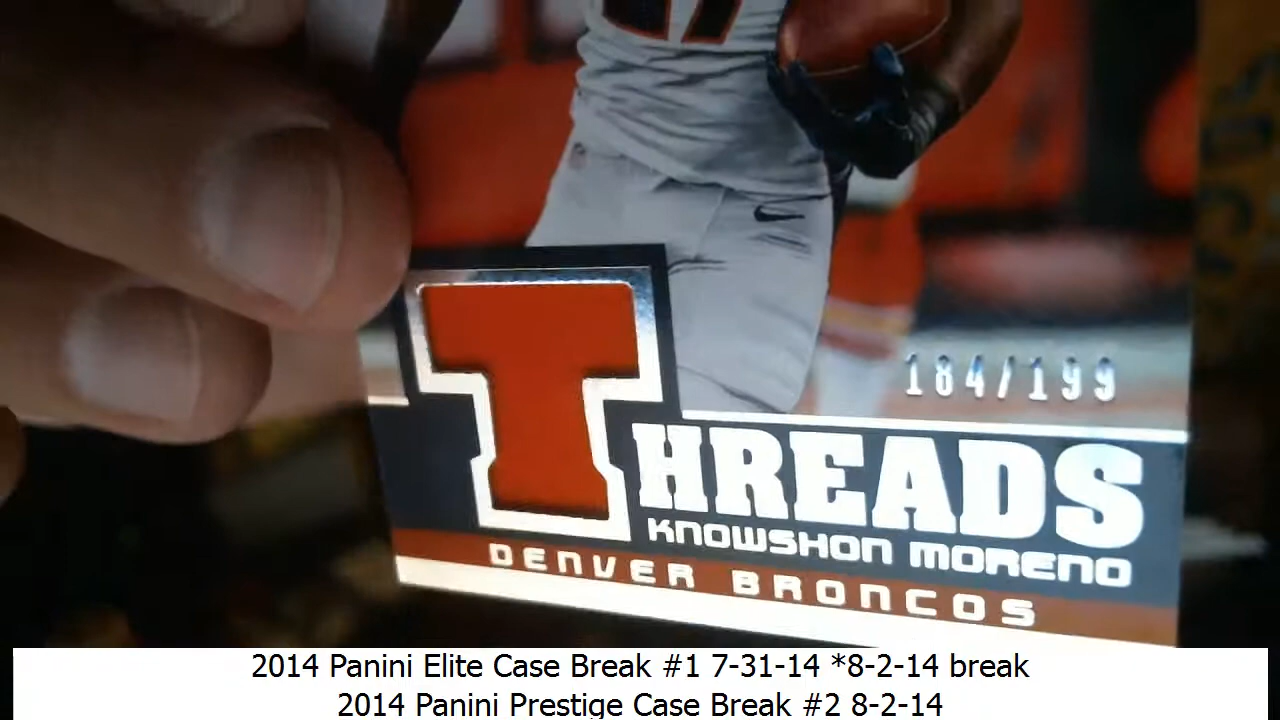 184/199
THREADS
KNOWSHON MORENO
DENVER BRONCOS
2014 Panini Elite Case Break #1 7-31-14 *8-2-14 break
2014 Panini Prestige Case Break #2 8-2-14